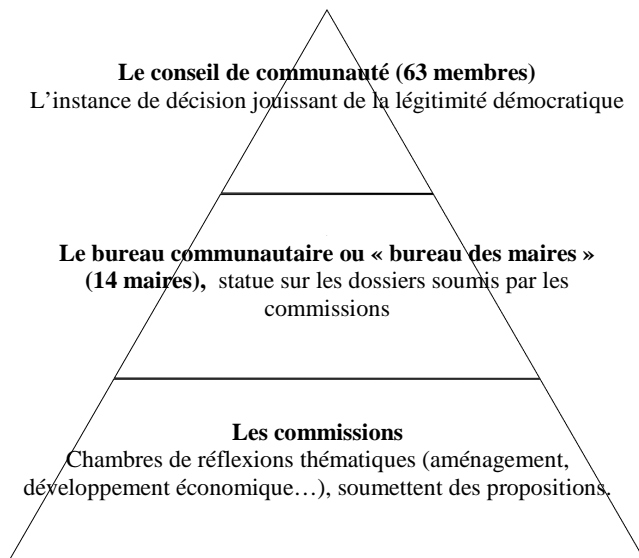 Le conseil de communauté (63 membres)
L’instance de décision jouissant de la légitimité démocratique
Le bureau communautaire ou « bureau des maires »
(14 maires), statue sur les dossiers soumis par les
commissions
Les commissions
Chambres de réflexions thématiques (aménagement,
développement économique…), soumettent des propositions.